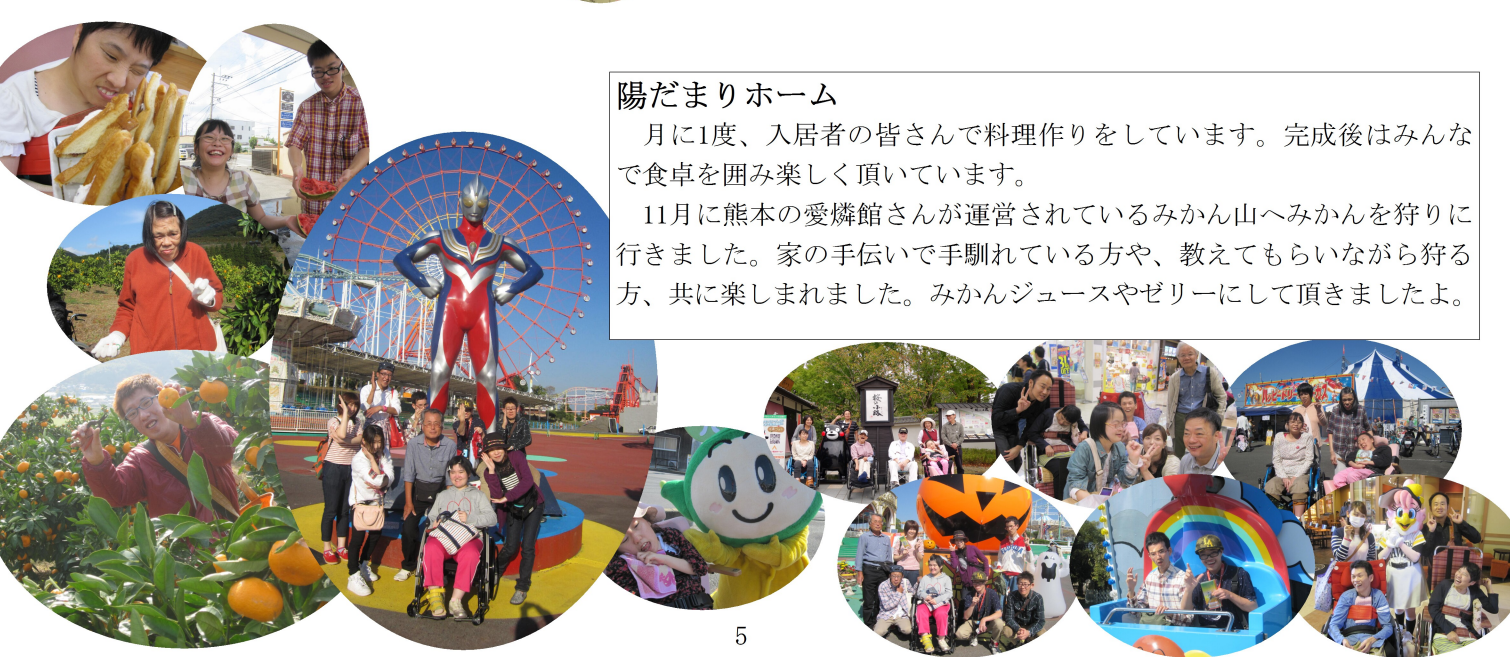 陽だまりホーム
月に1度、入居者の皆さんで料理作りをしています。完成後はみんな
で食卓を囲み楽しく頂いています。
11月に熊本の愛燐館さんが運営されているみかん山へみかんを狩りに
行きました。家の手伝いで手馴れている方や、教えてもらいながら狩る
方、共に楽しまれました。みかんジュースやゼリーにして頂きましたよ。
桜の小路
5